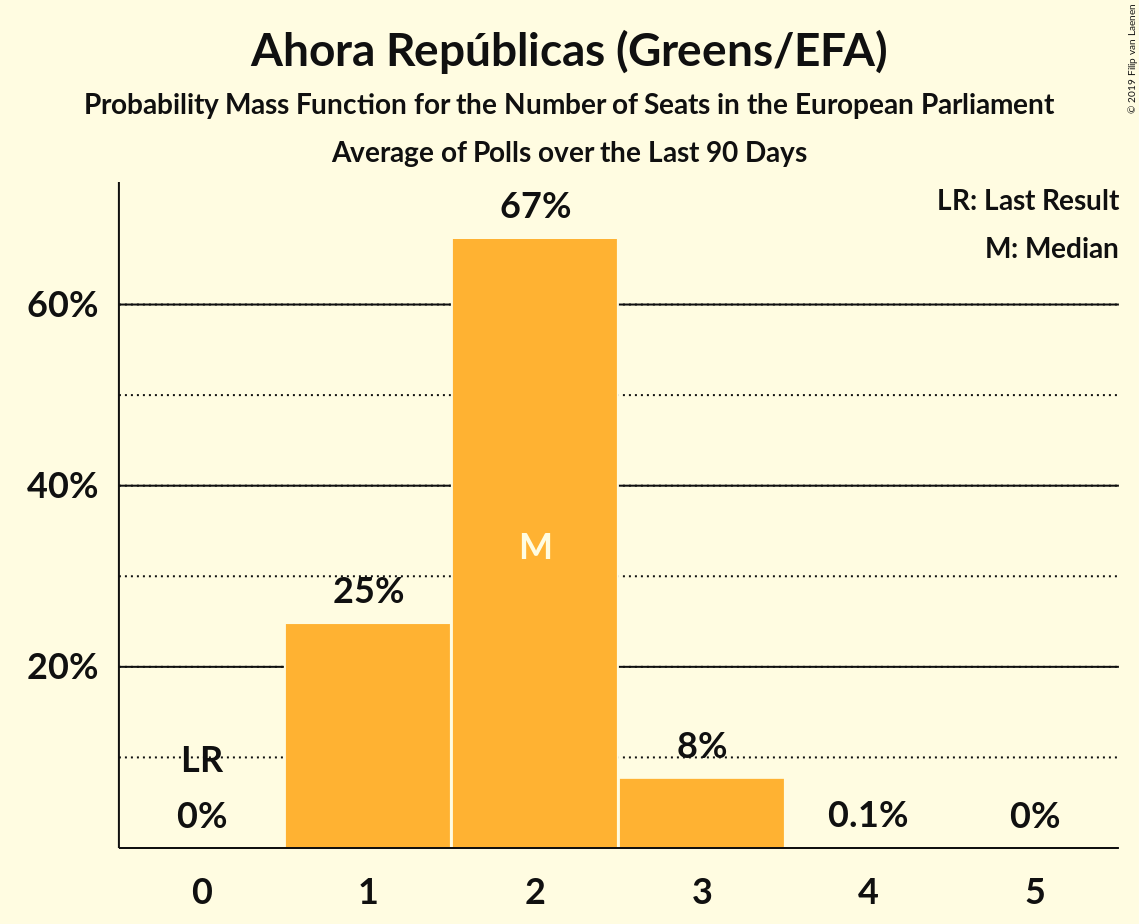 Ahora Repúblicas (Greens/EFA)
Probability Mass Function for the Number of Seats in the European Parliament
Average of Polls over the Last 90 Days
© 2019 Filip van Laenen
LR: Last Result
M: Median
67%
60%
40%
M
25%
20%
LR
8%
0%
0.1%
0%
0 1 2 3 4 5